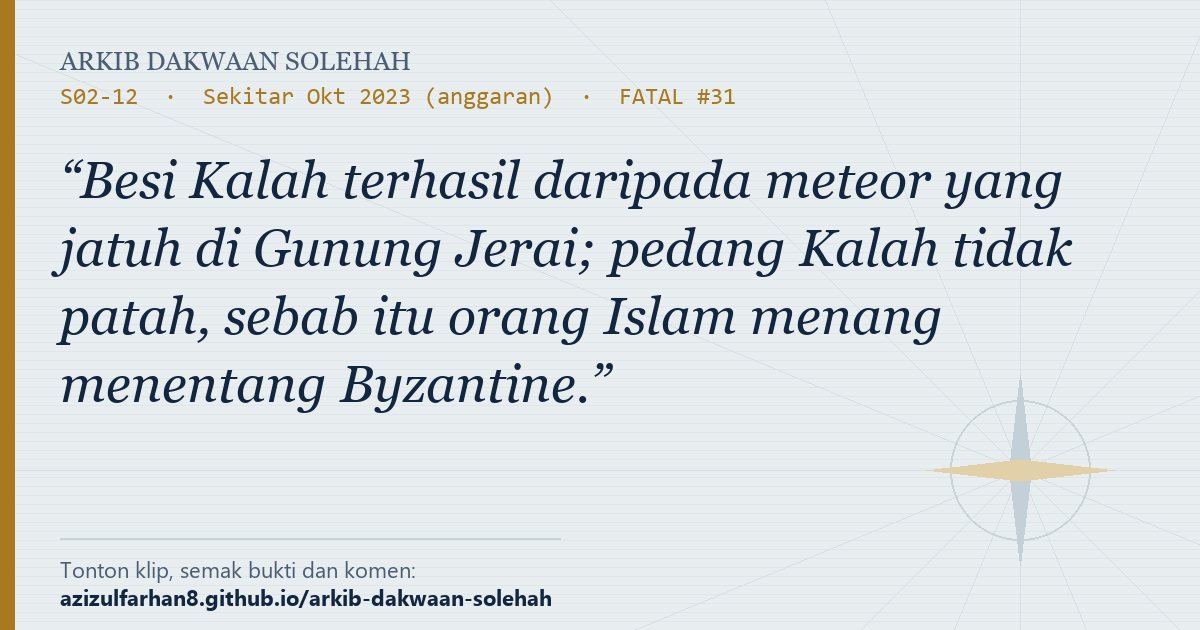 ARKIB DAKWAAN SOLEHAH
S02-12 · Sekitar Okt 2023 (anggaran) · FATAL #31
“Besi Kalah terhasil daripada meteor yang
jatuh di Gunung Jerai; pedang Kalah tidak
patah, sebab itu orang Islam menang
menentang Byzantine.”
Tonton klip, semak bukti dan komen:
azizulfarhan8.github.io/arkib-dakwaan-solehah